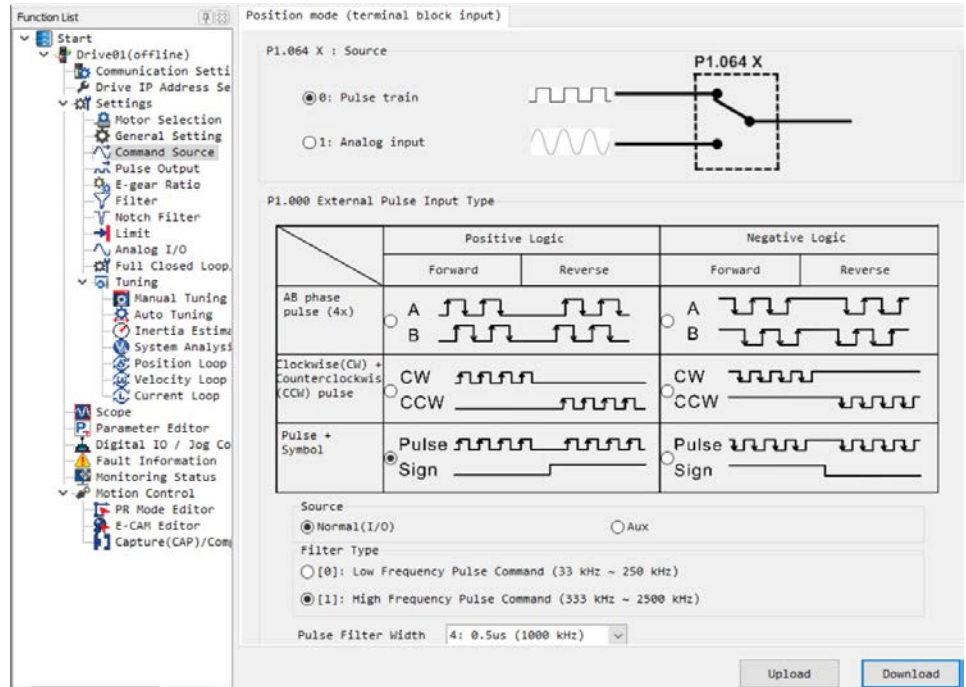 Function List
Start
Drive01(offline)
Communication Setti
Drive IP Address Se
Settings
Motor Selection
General Setting
Command Source
Pulse Output
E-gear Ratio
Filter
Notch Filter
Limit
Analog I/O
Full Closed Loop.
Tuning
Manual Tuning
Auto Tuning
Inertia Estima
System Analysi
Position Loop
Velocity Loop
Current Loop
Scope
Parameter Editor
Digital IO / Jog Co
Fault Information
Monitoring Status
Motion Control
PR Mode Editor
E-CAM Editor
Capture(CAP)/Com
Position mode (terminal block input)
P1.064 X : Source
P1.064 X
0: Pulse train
1: Analog input
P1.000 External Pulse Input Type
Positive Logic
Negative Logic
Forward
Reverse
Forward
Reverse
AB phase
pulse (4x)
A
B
A
B
Clockwise(CW) +
Counterclockwis
(CCW) pulse
CW
CCW
CW
CCW
Pulse +
Symbol
Pulse
Sign
Pulse
Sign
Source
Normal(I/O)
Aux
Filter Type
[0]: Low Frequency Pulse Command (33 kHz ~ 250 kHz)
[1]: High Frequency Pulse Command (333 kHz ~ 2500 kHz)
Pulse Filter Width
4: 0.5us (1000 kHz)
Upload
Download